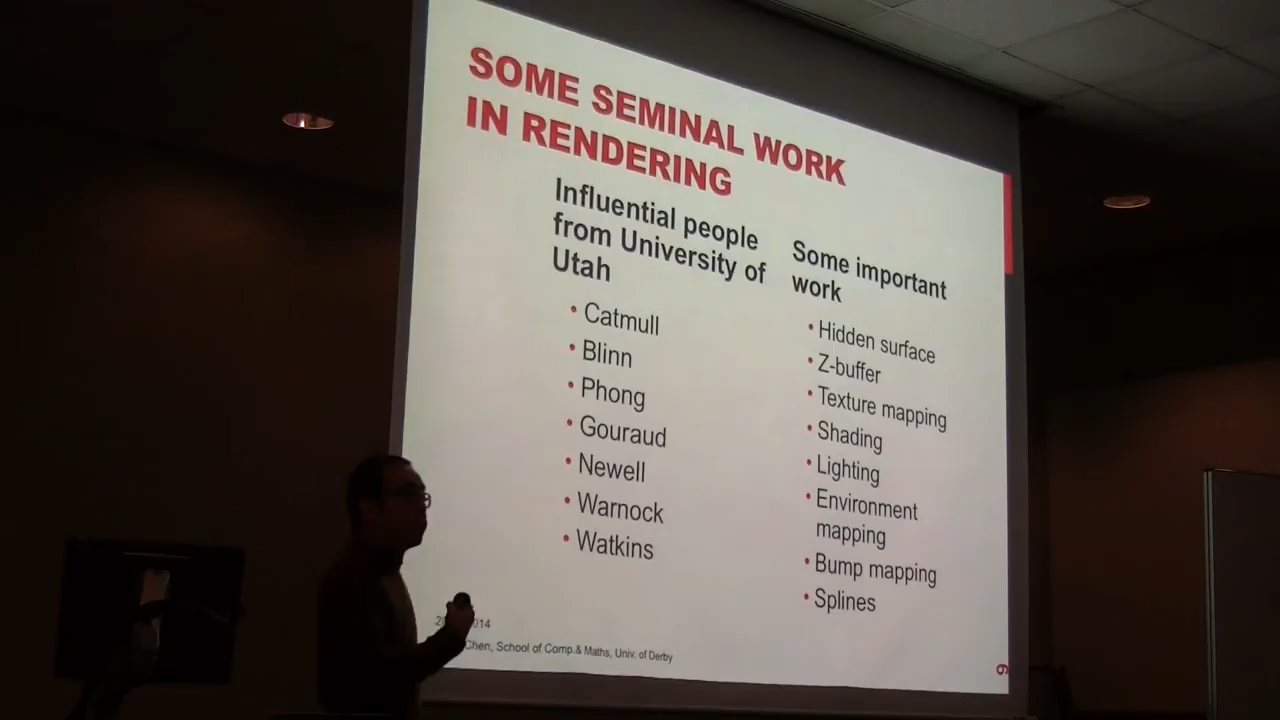 SOME SEMINAL WORK
IN RENDERING
Influential people
from University of
Utah
• Catmull
• Blinn
• Phong
• Gouraud
• Newell
• Warnock
• Watkins
Some important
work
• Hidden surface
• Z-buffer
• Texture mapping
• Shading
• Lighting
• Environment
mapping
• Bump mapping
• Splines
014
Chen, School of Comp.& Maths, Univ. of Derby